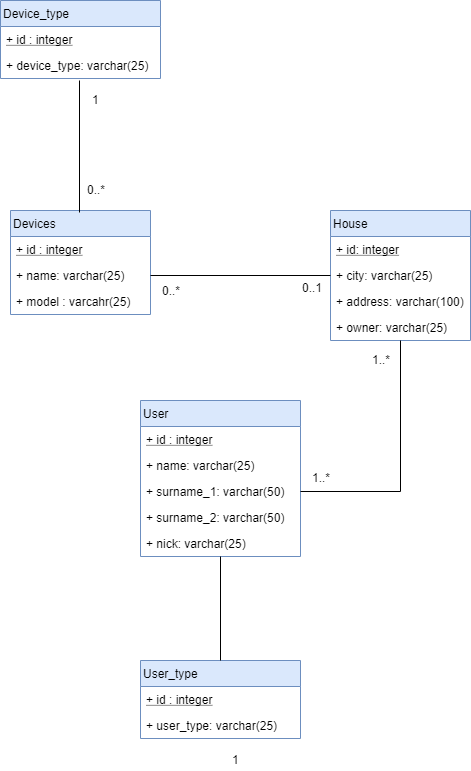 Device_type
+ id : integer
+ device_type: varchar(25)
1
0..*
Devices
+ id : integer
+ name: varchar(25)
+ model : varcahr(25)
0..*
0..1
House
+ id: integer
+ city: varchar(25)
+ address: varchar(100)
+ owner: varchar(25)
1..*
1..*
User
+ id : integer
+ name: varchar(25)
+ surname_1: varchar(50)
+ surname_2: varchar(50)
+ nick: varchar(25)
User_type
+ id : integer
+ user_type: varchar(25)
1